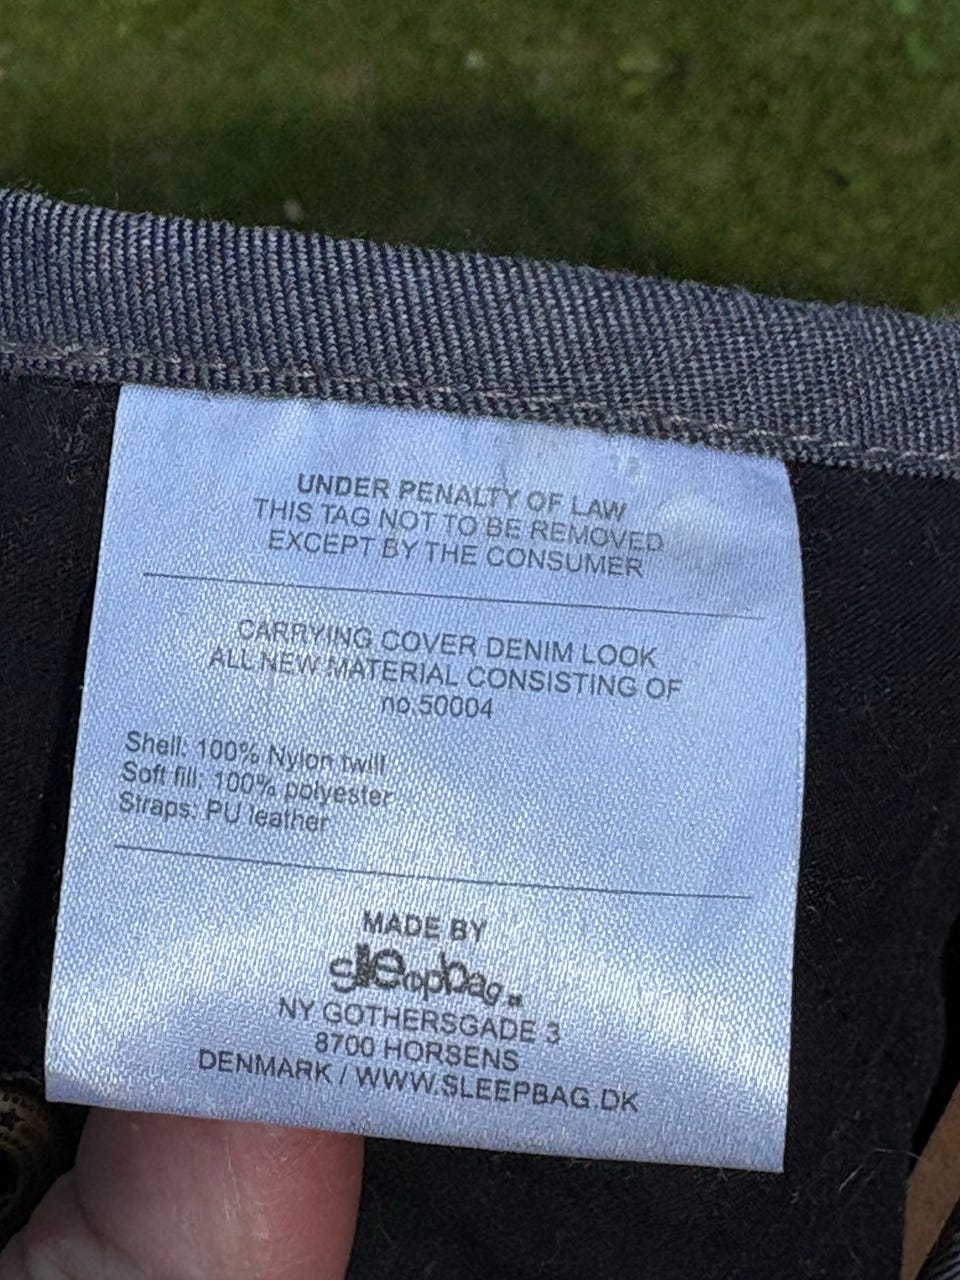 UNDER PENALTY OF LAW
THIS TAG NOT TO BE REMOVED
EXCEPT BY THE CONSUMER
CARRYING COVER DENIM LOOK
ALL NEW MATERIAL CONSISTING OF
no.50004
Shell: 100% Nylon twill
Soft fill: 100% polyester
Straps: PU leather
MADE BY
sleepbag
NY GOTHERSGADE 3
8700 HORSENS
DENMARK / WWW.SLEEPBAG.DK